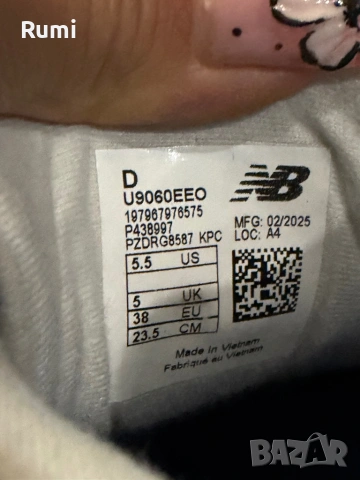 Rumi
D
U9060EEO
197967976575
P438997
PZDRG8587 KPC
NB
MFG: 02/2025
LOC: A4
5.5 US
5 UK
38 EU
23.5 CM
Made in Vietnam
Fabriqué au Vietnam
BAZAR